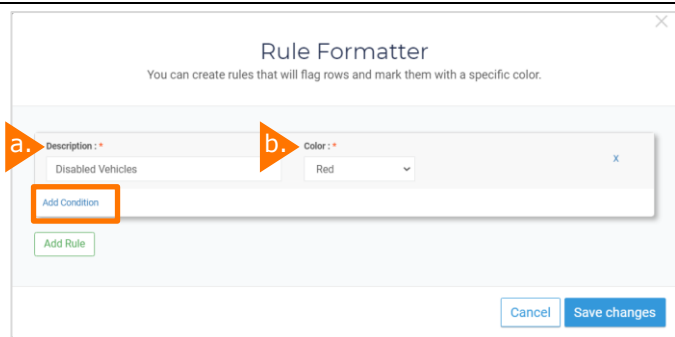 Rule Formatter
You can create rules that will flag rows and mark them with a specific color.
a. Description : * b. Color : *
Disabled Vehicles Red x
Add Condition
Add Rule
Cancel Save changes